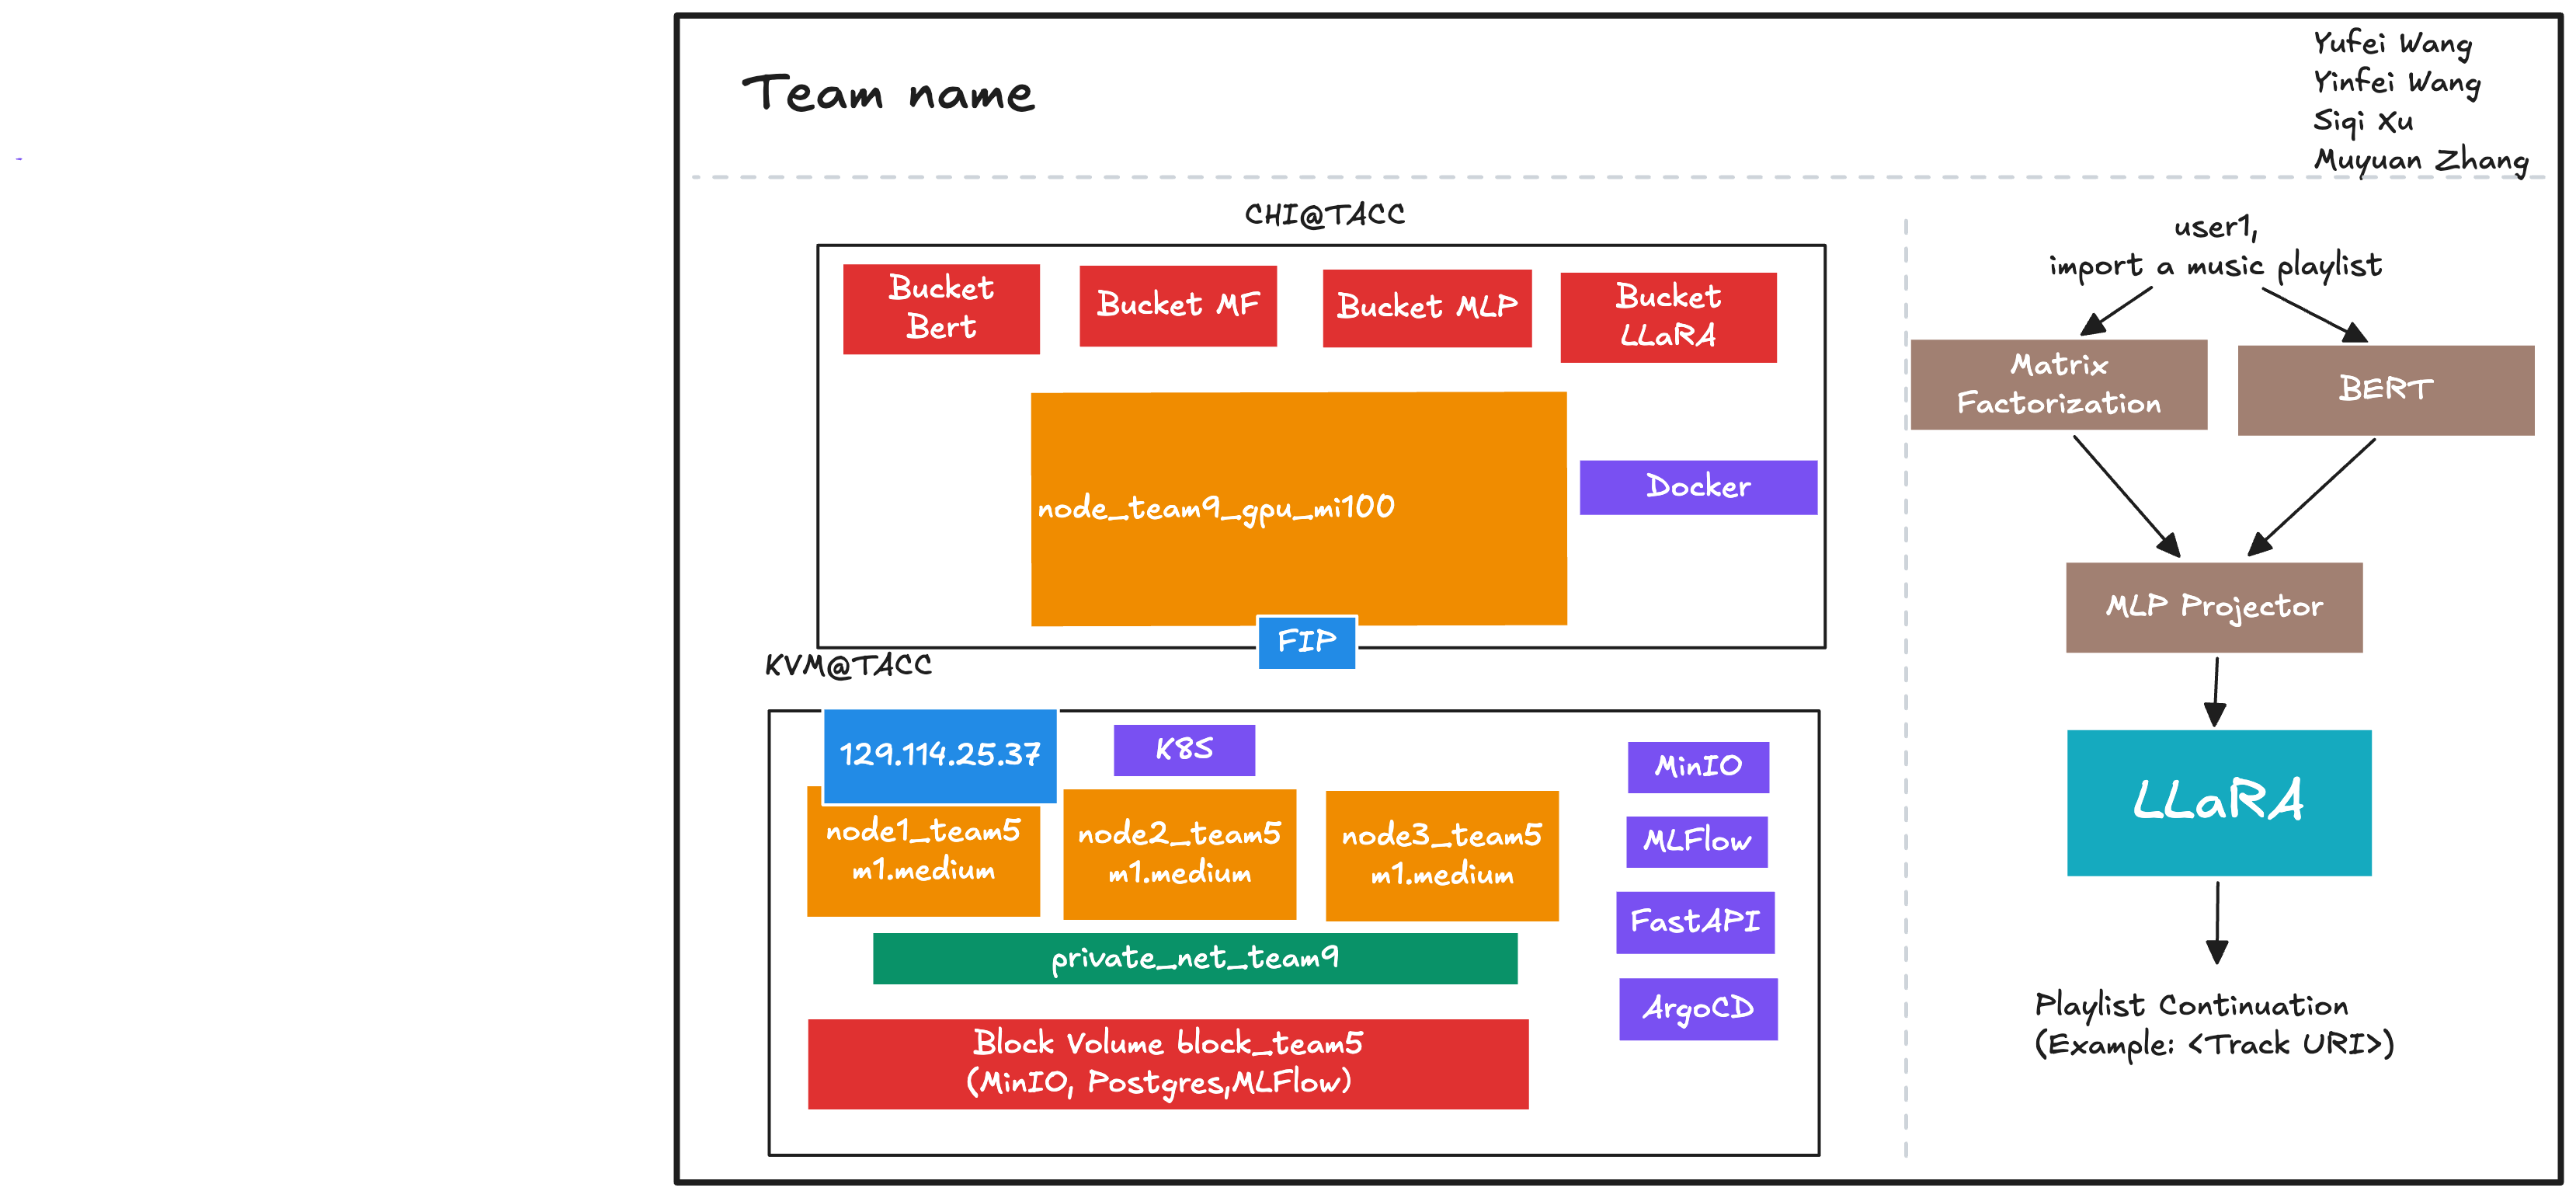 Team name
Yufei Wang
Yinfei Wang
Siqi Xu
Muyuan Zhang
CHI@TACC
Bucket
Bert
Bucket MF
Bucket MLP
Bucket
LLaRA
node_team9_gpu_mi100
Docker
FIP
KVM@TACC
129.114.25.37
K8S
node1_team5
m1.medium
node2_team5
m1.medium
node3_team5
m1.medium
private_net_team9
Block Volume block_team5
(MinIO, Postgres,MLFlow)
MinIO
MLFlow
FastAPI
ArgoCD
user1,
import a music playlist
Matrix
Factorization
BERT
MLP Projector
LLaRA
Playlist Continuation
(Example: <Track URI>)